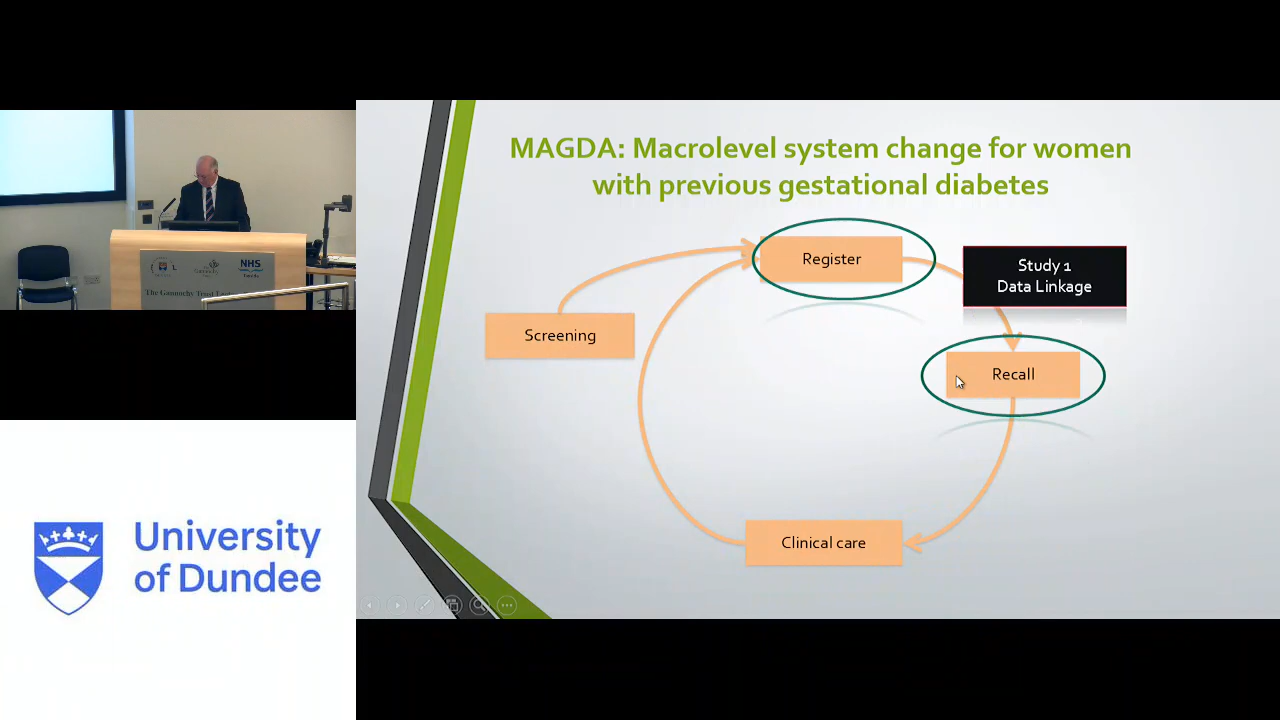 MAGDA: Macrolevel system change for women
with previous gestational diabetes
Register
Study 1
Data Linkage
Screening
Recall
Clinical care
NHS
University
of Dundee